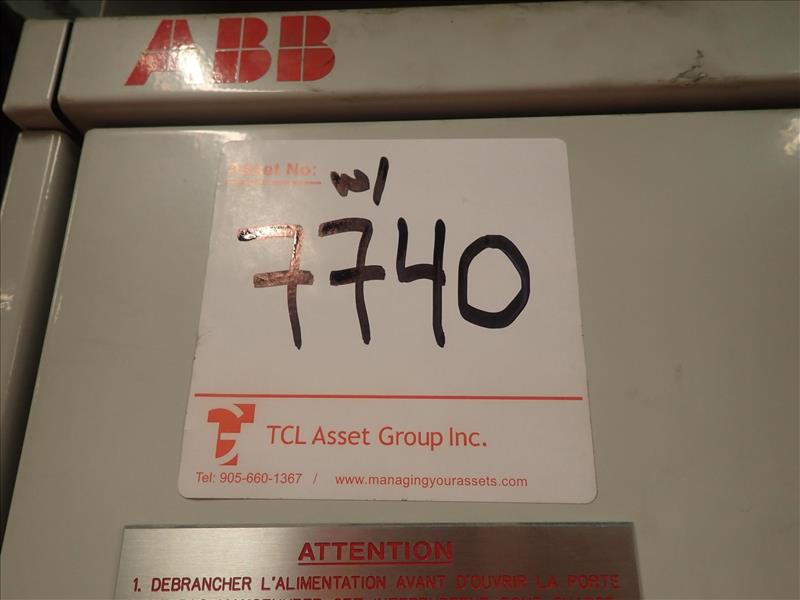 ABB
Asset No:
w/
7740
TCL Asset Group Inc.
Tel: 905-660-1367 / www.managingyourassets.com
ATTENTION
1. DEBRANCHER L'ALIMENTATION AVANT D'OUVRIR LA PORTE